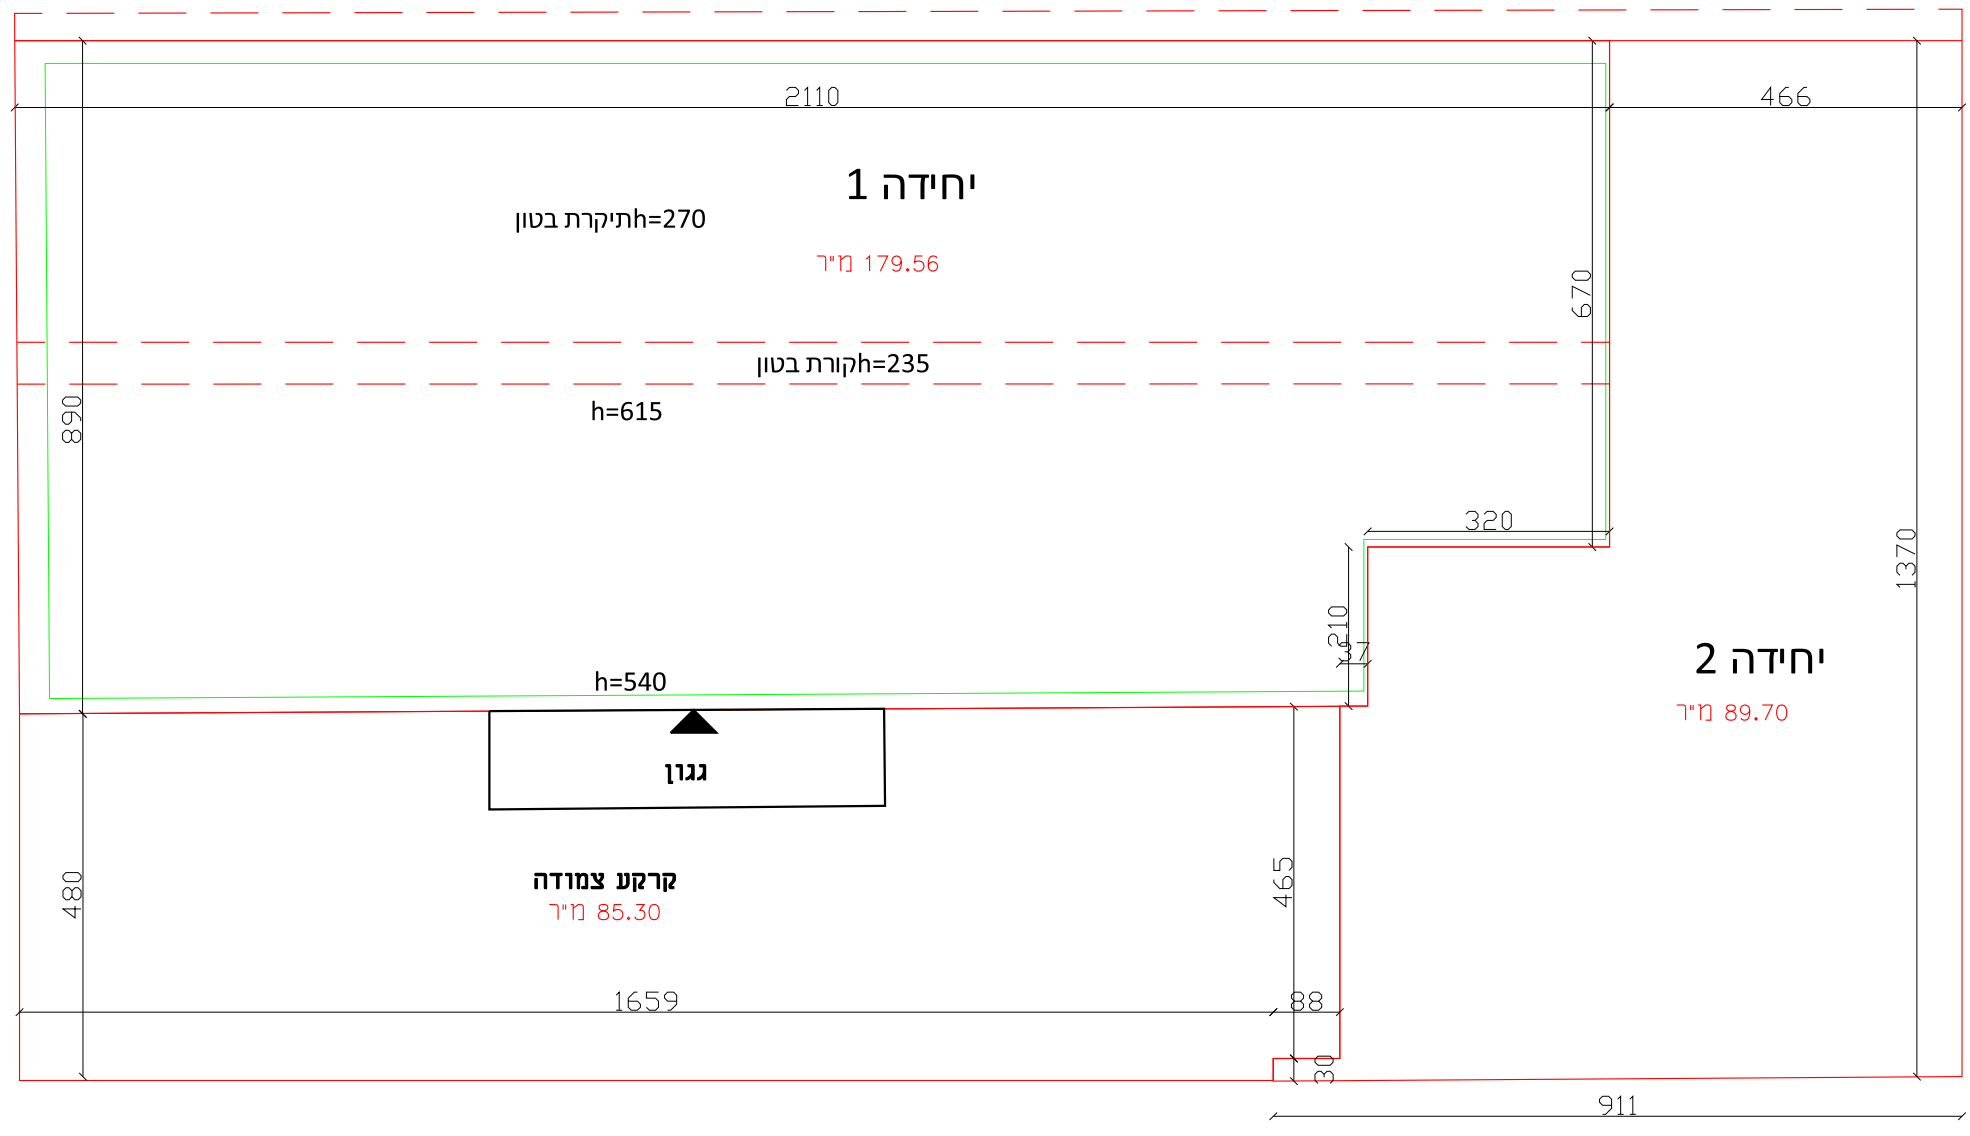 2110
466
יחידה 1
תיקרת בטוןh=270
179.56 מ"ר
670
קורת בטוןh=235
h=615
890
320
1370
210
37
יחידה 2
h=540
89.70 מ"ר
גגון
קרקע צמודה
85.30 מ"ר
480
465
1659
88
30
911